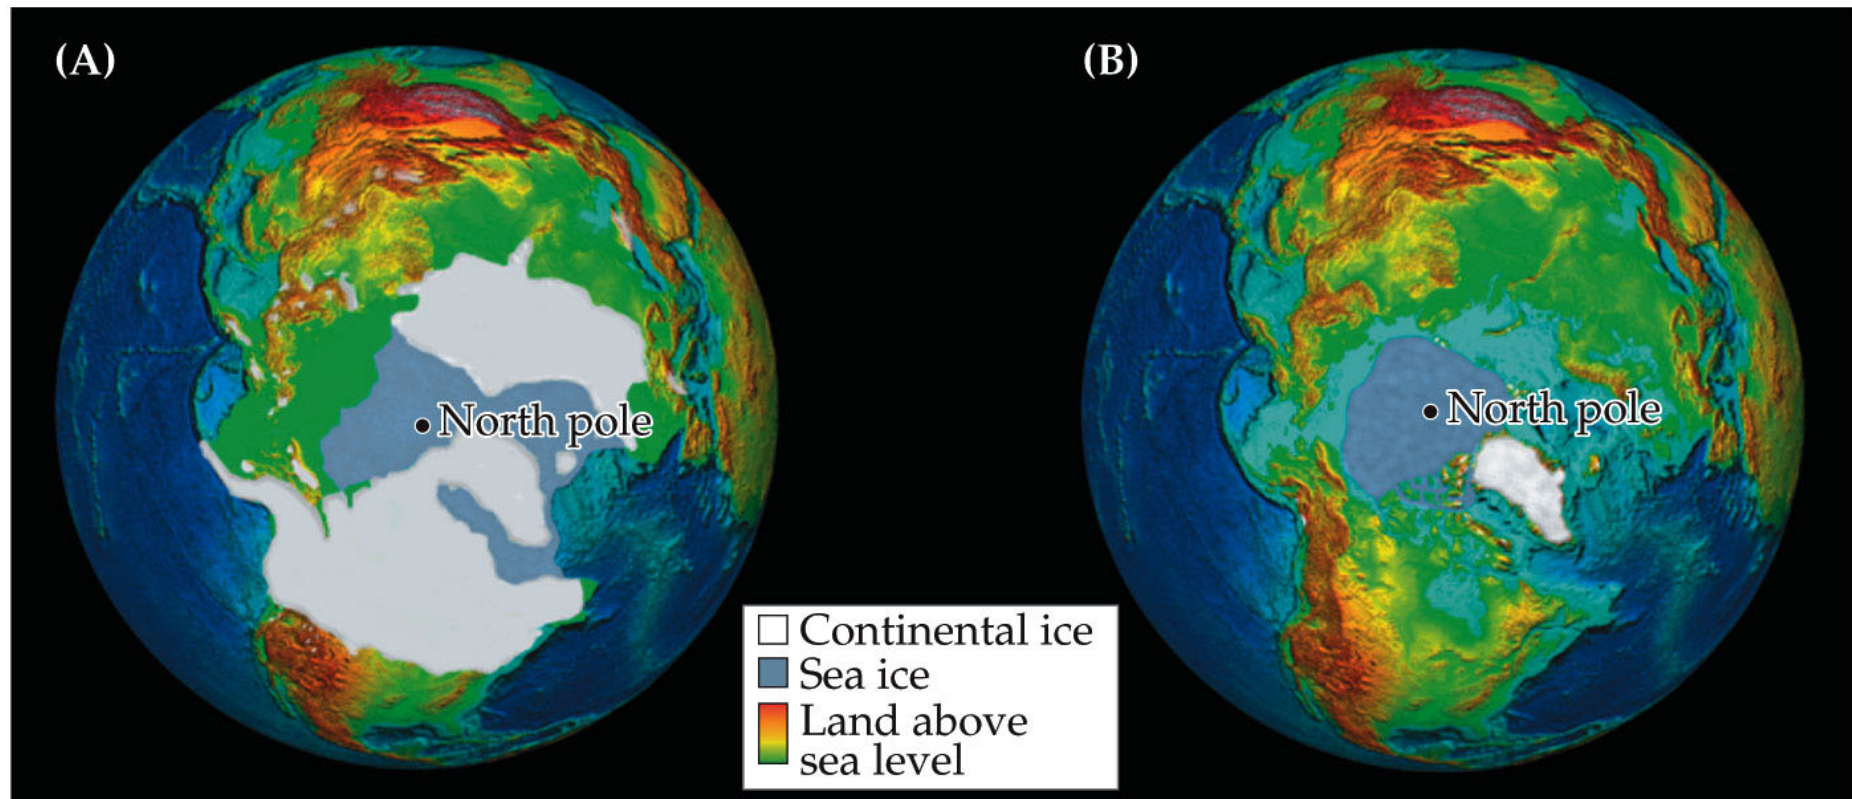 (A)
North pole
(B)
North pole
Continental ice
Sea ice
Land above
sea level